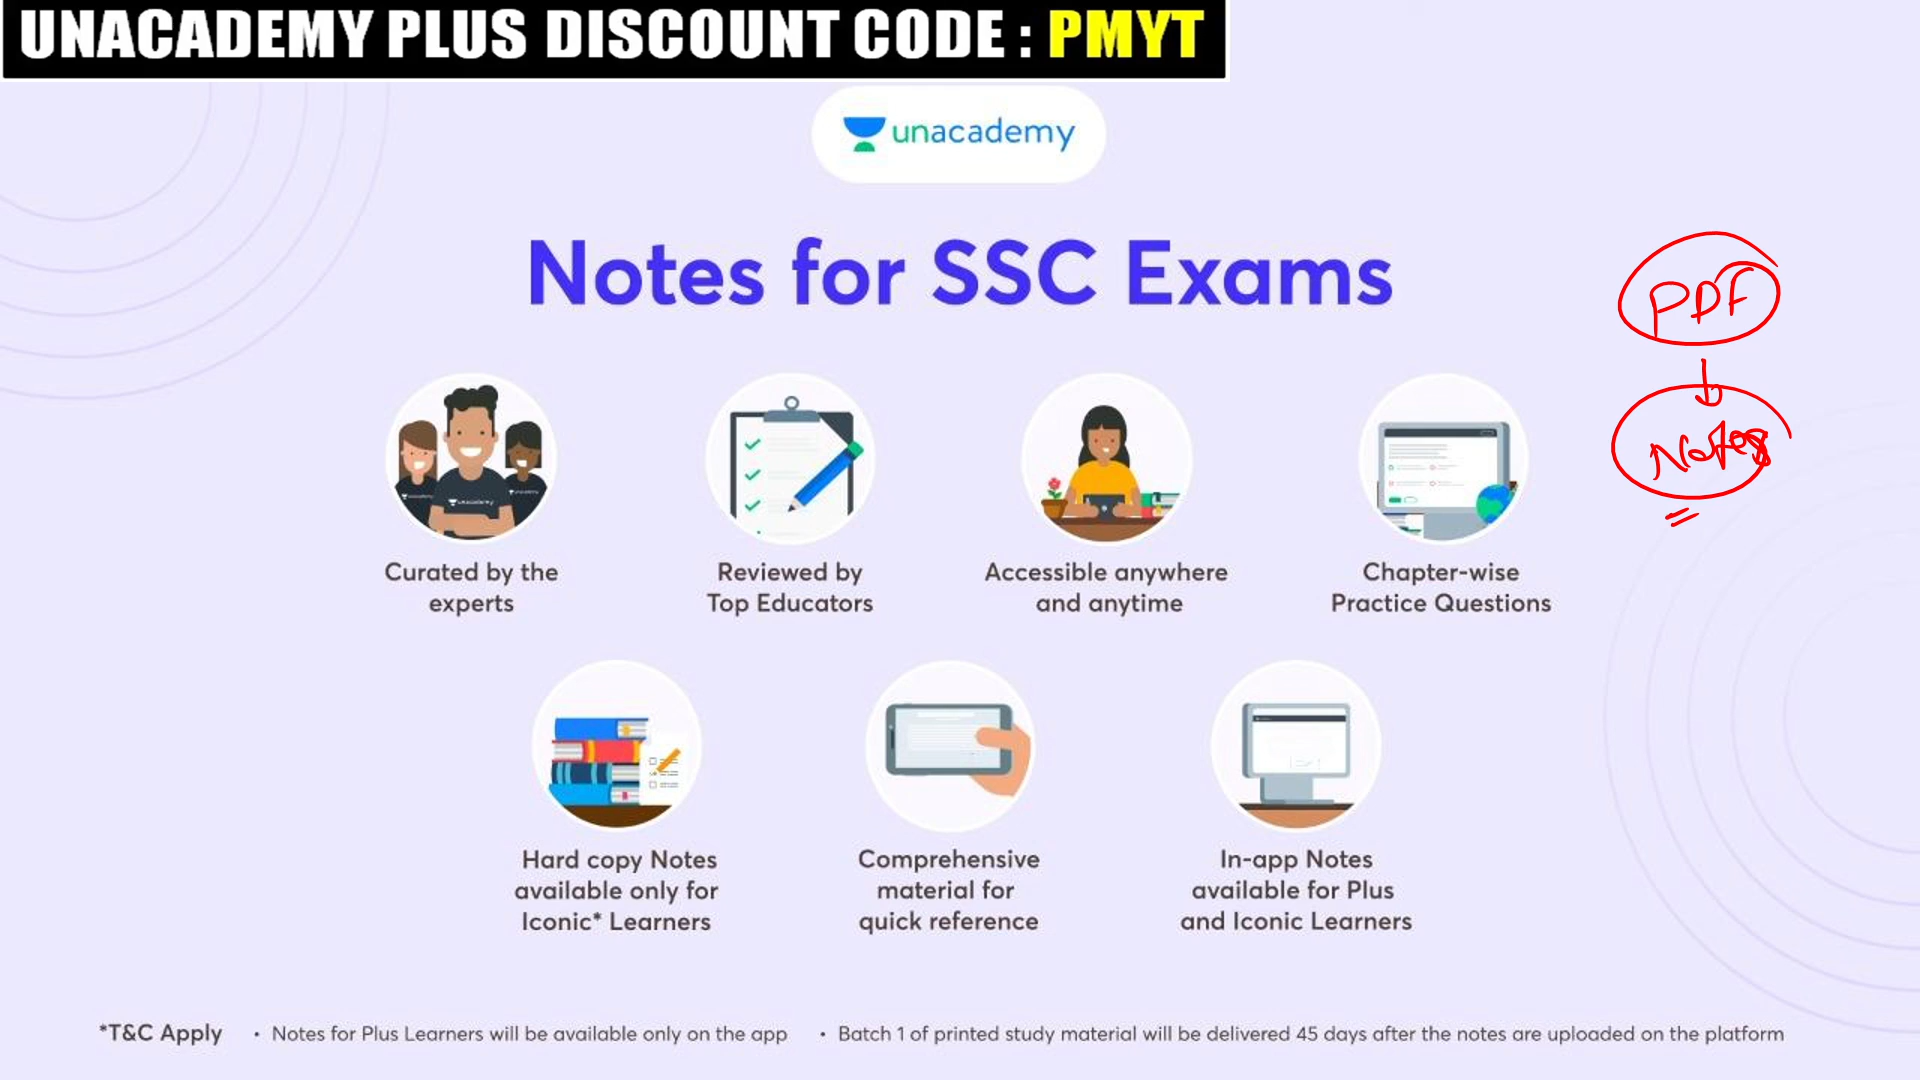 UNACADEMY PLUS DISCOUNT CODE : PMYT
unacademy
Notes for SSC Exams
PDF
Notes
unacademy
Curated by the
experts
Reviewed by
Top Educators
Accessible anywhere
and anytime
Chapter-wise
Practice Questions
Hard copy Notes
available only for
Iconic* Learners
Comprehensive
material for
quick reference
In-app Notes
available for Plus
and Iconic Learners
*T&C Apply • Notes for Plus Learners will be available only on the app • Batch 1 of printed study material will be delivered 45 days after the notes are uploaded on the platform